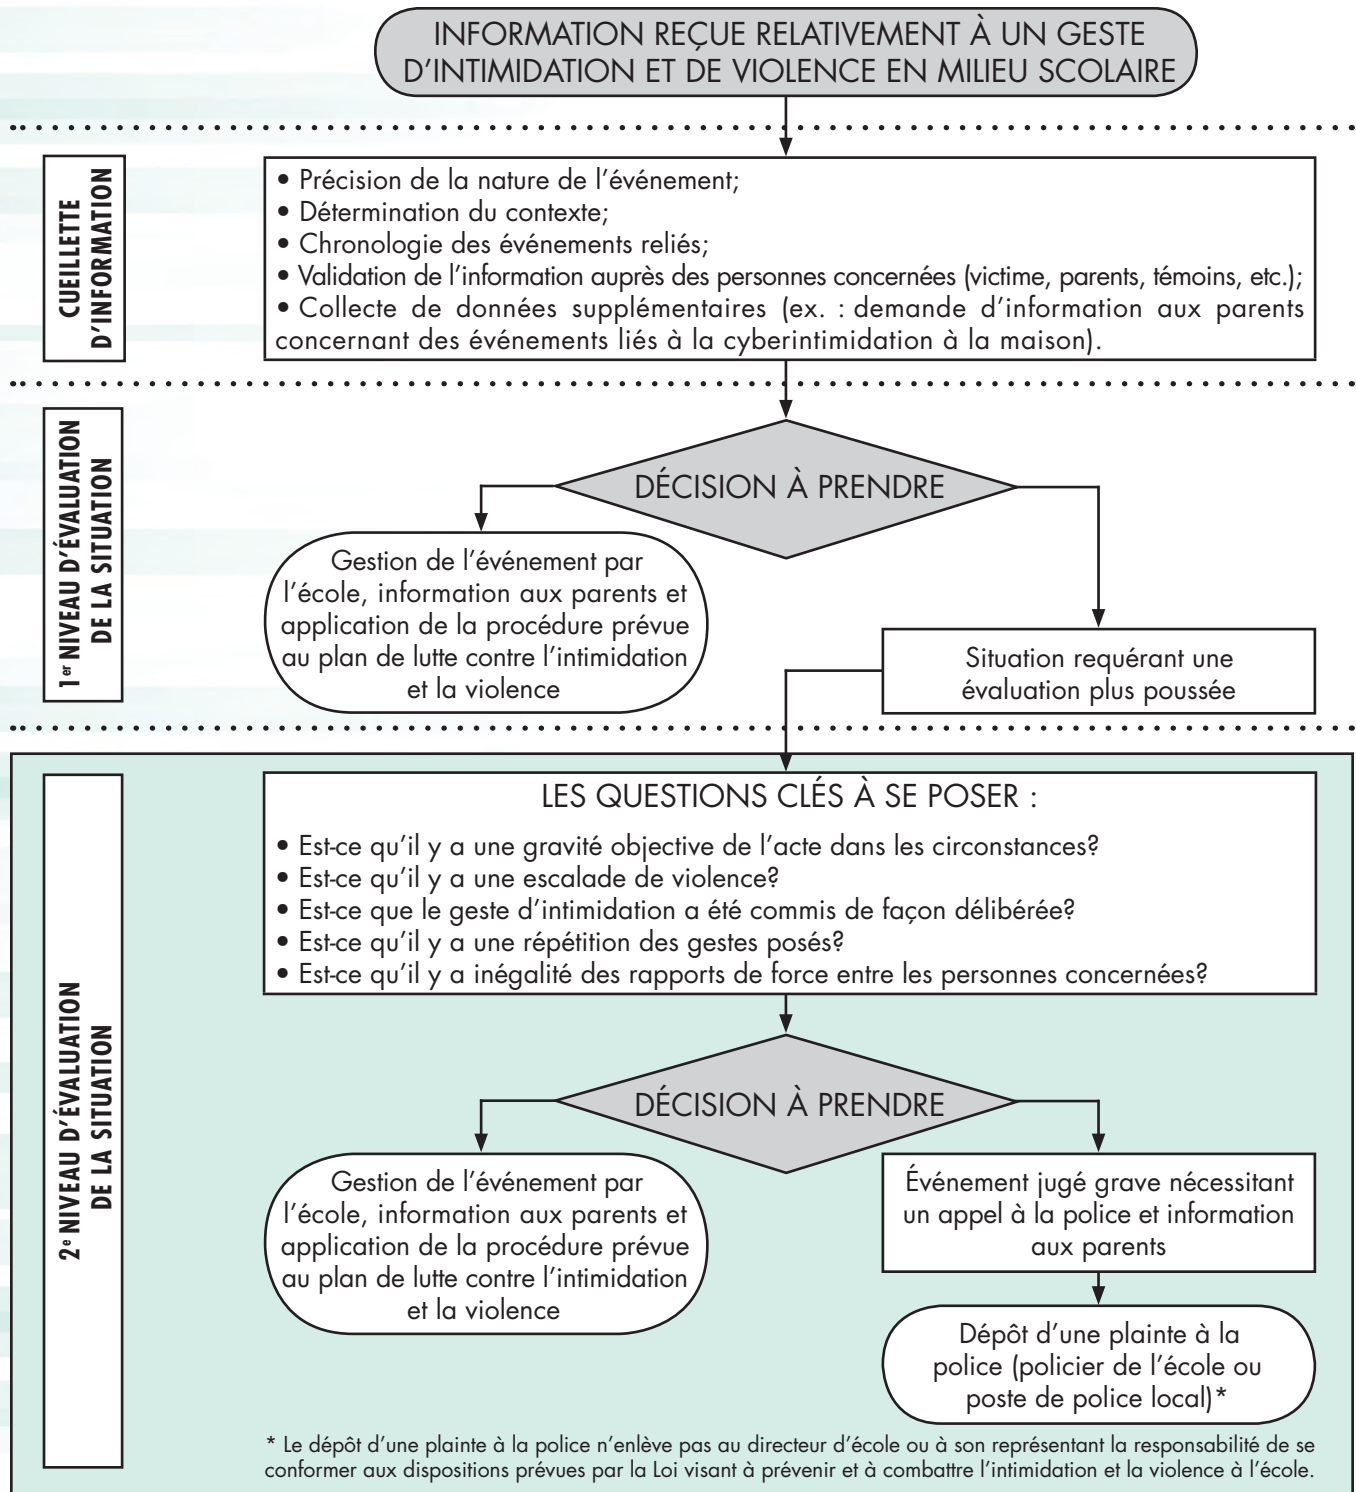 INFORMATION REÇUE RELATIVEMENT À UN GESTE
D'INTIMIDATION ET DE VIOLENCE EN MILIEU SCOLAIRE
CUEILLETTE
D'INFORMATION
• Précision de la nature de l'événement;
• Détermination du contexte;
• Chronologie des événements reliés;
• Validation de l'information auprès des personnes concernées (victime, parents, témoins, etc.);
• Collecte de données supplémentaires (ex. : demande d'information aux parents
concernant des événements liés à la cyberintimidation à la maison).
1er NIVEAU D'ÉVALUATION
DE LA SITUATION
DÉCISION À PRENDRE
Gestion de l'événement par
l'école, information aux parents et
application de la procédure prévue
au plan de lutte contre l'intimidation
et la violence
Situation requérant une
évaluation plus poussée
2e NIVEAU D'ÉVALUATION
DE LA SITUATION
LES QUESTIONS CLÉS À SE POSER :
• Est-ce qu'il y a une gravité objective de l'acte dans les circonstances?
• Est-ce qu'il y a une escalade de violence?
• Est-ce que le geste d'intimidation a été commis de façon délibérée?
• Est-ce qu'il y a une répétition des gestes posés?
• Est-ce qu'il y a inégalité des rapports de force entre les personnes concernées?
DÉCISION À PRENDRE
Gestion de l'événement par
l'école, information aux parents et
application de la procédure prévue
au plan de lutte contre l'intimidation
et la violence
Événement jugé grave nécessitant
un appel à la police et information
aux parents
Dépôt d'une plainte à la
police (policier de l'école ou
poste de police local)*
* Le dépôt d'une plainte à la police n'enlève pas au directeur d'école ou à son représentant la responsabilité de se
conformer aux dispositions prévues par la Loi visant à prévenir et à combattre l'intimidation et la violence à l'école.